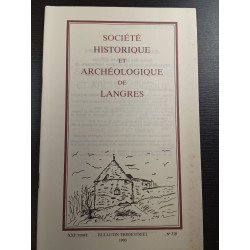 SOCIÉTÉ
HISTORIQUE
ET
ARCHÉOLOGIQUE
DE
LANGRES
BULLETIN TRIMESTRIEL